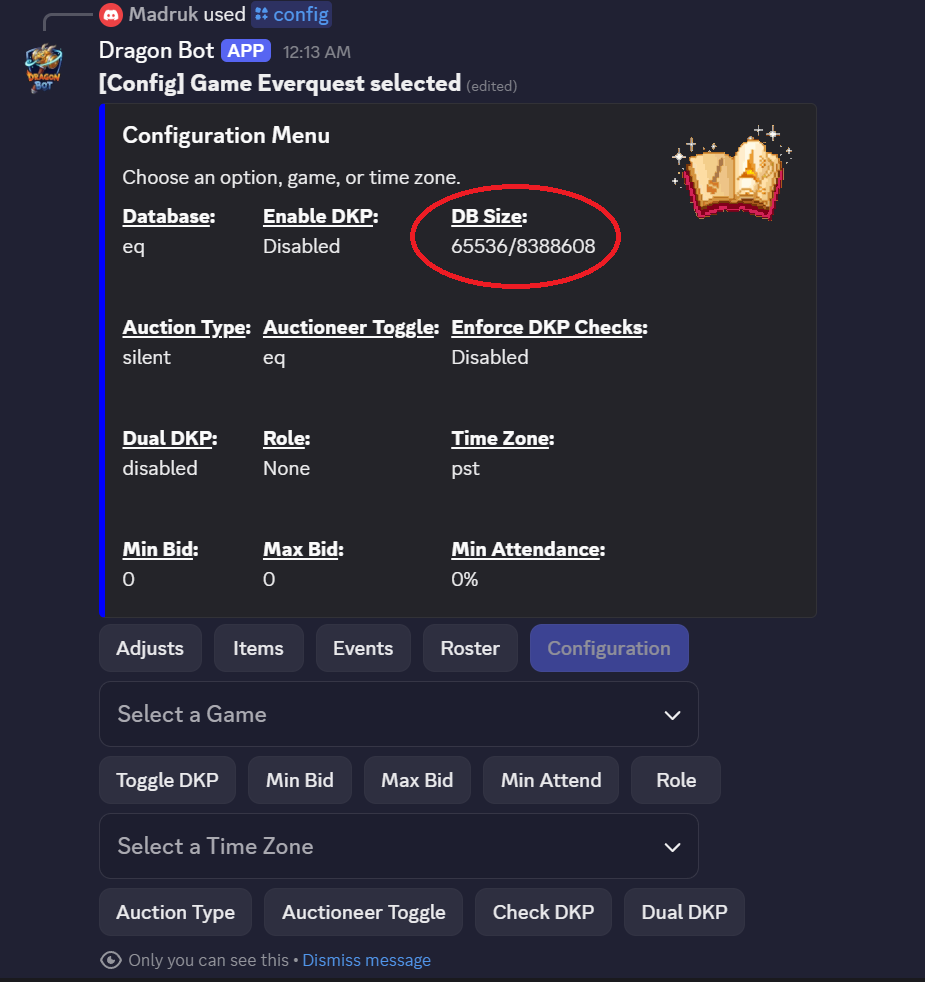 Madruk used config
Dragon Bot APP 12:13 AM
[Config] Game Everquest selected (edited)
DRAGON
BOT
Configuration Menu
Choose an option, game, or time zone.
Database: Enable DKP: DB Size:
eq Disabled 65536/8388608
Auction Type: Auctioneer Toggle: Enforce DKP Checks:
silent eq Disabled
Dual DKP: Role: Time Zone:
disabled None pst
Min Bid: Max Bid: Min Attendance:
0 0 0%
Adjusts Items Events Roster Configuration
Select a Game
Toggle DKP Min Bid Max Bid Min Attend Role
Select a Time Zone
Auction Type Auctioneer Toggle Check DKP Dual DKP
Only you can see this • Dismiss message